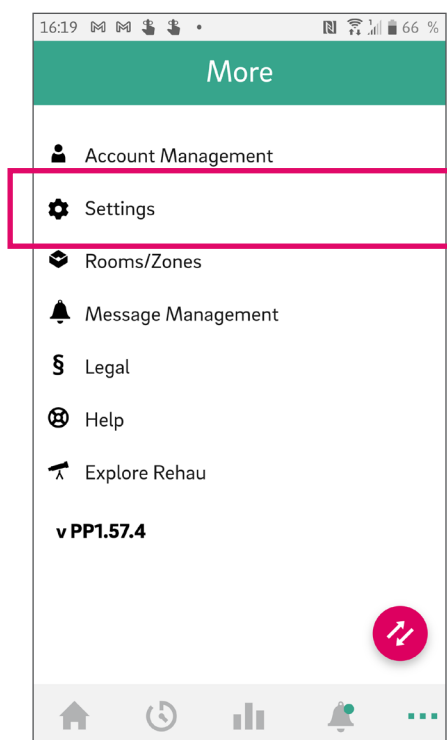 16:19 66 %
More
Account Management
Settings
Rooms/Zones
Message Management
§ Legal
Help
Explore Rehau
v PP1.57.4